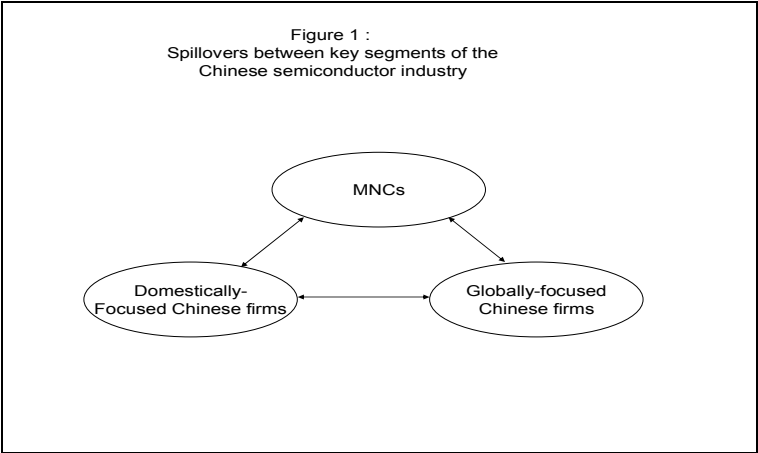 Figure 1 :
Spillovers between key segments of the
Chinese semiconductor industry
MNCs
Domestically-
Focused Chinese firms
Globally-focused
Chinese firms